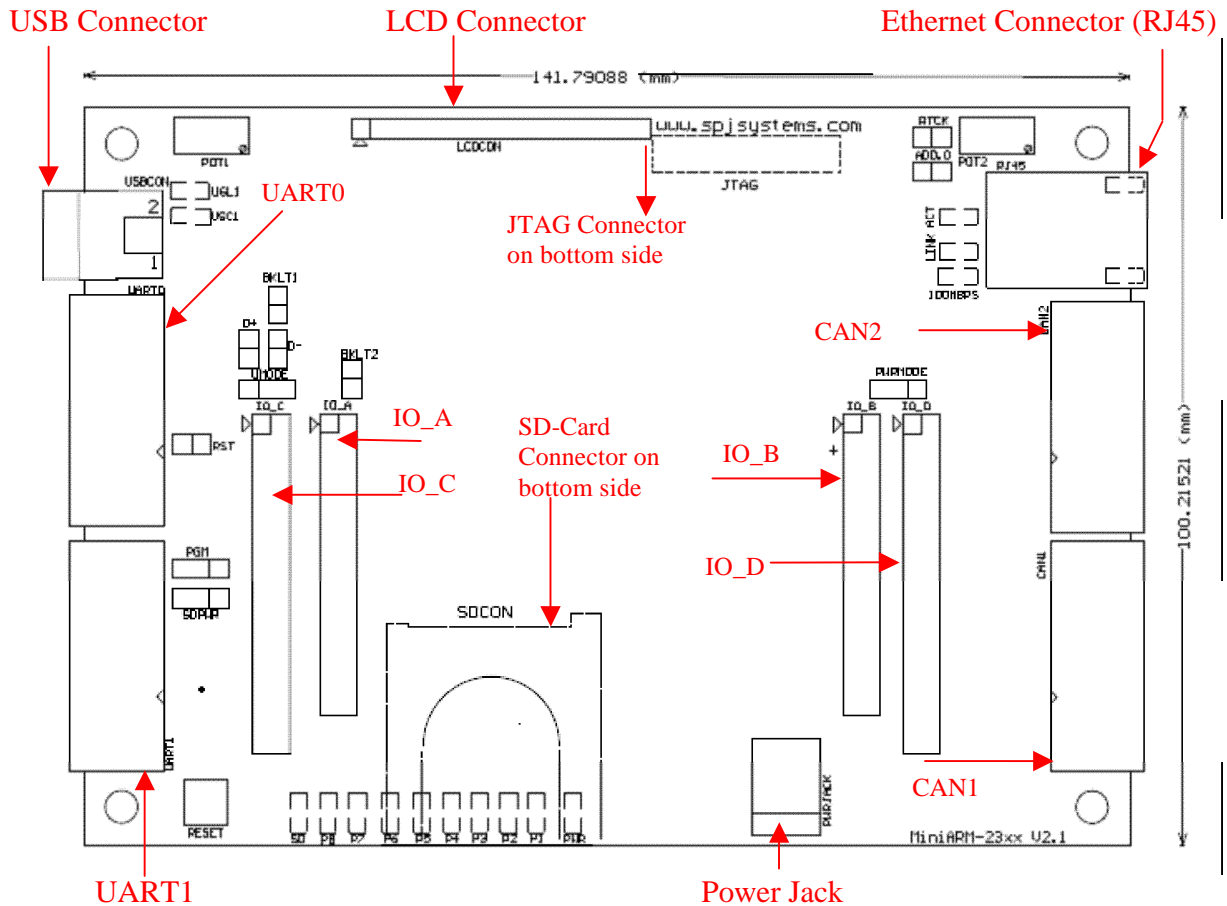 USB Connector
LCD Connector
Ethernet Connector (RJ45)
141.79088 (mm)
www.spjsystems.com
POT1
LCDCON
JTAG
RTCK
ADD.0
POT2
RJ45
USBCON
UGL1
UGC1
2
1
UART0
JTAG Connector
on bottom side
LINK
ACT
100MBPS
UART0
BKLT1
D+
D-
BKLT2
UMODE
CAN2
CAN2
PWRMODE
IO_C
IO_A
IO_B
IO_D
IO_A
IO_C
SD-Card
Connector on
bottom side
IO_B
IO_D
+
RST
100.21521 (mm)
PGM
SDPWR
SDCON
CAN1
UART1
CAN1
PWRJACK
RESET
SD
P8
P7
P6
P5
P4
P3
P2
P1
PWR
MiniARM-23xx V2.1
UART1
Power Jack